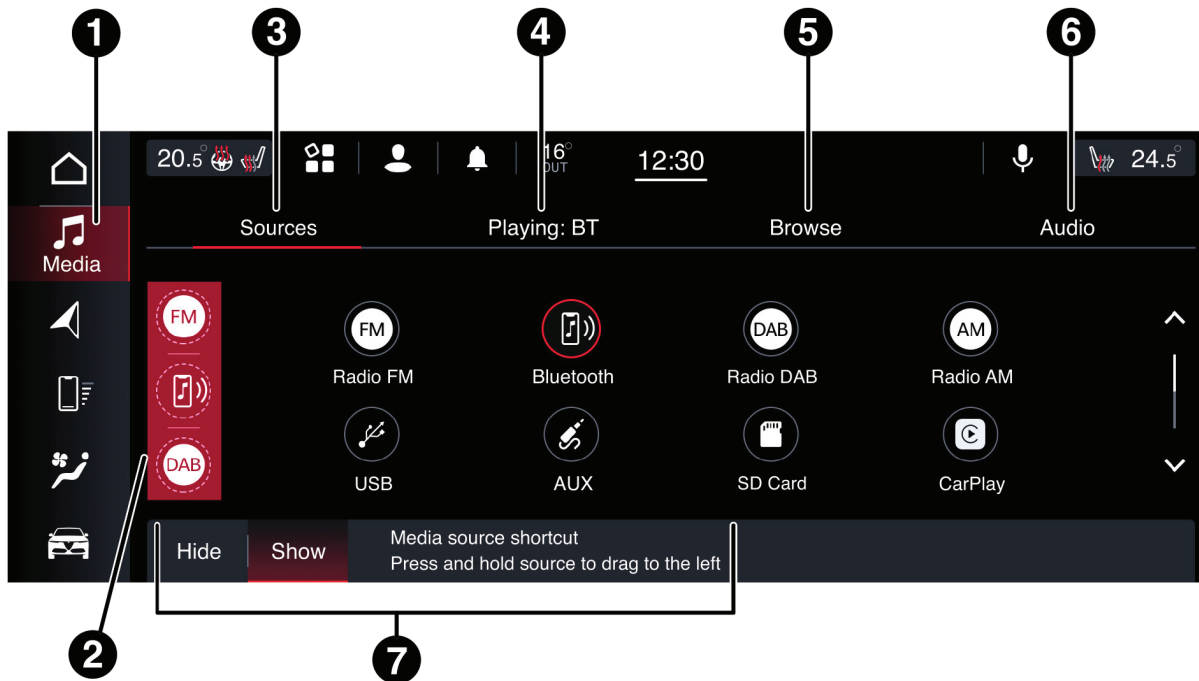 1 3 4 5 6
20.5° 16° 12:30 24.5°
OUT
Sources Playing: BT Browse Audio
Media
FM FM DAB AM
Radio FM Bluetooth Radio DAB Radio AM
DAB
USB AUX SD Card CarPlay
Hide Show Media source shortcut
Press and hold source to drag to the left
2 7